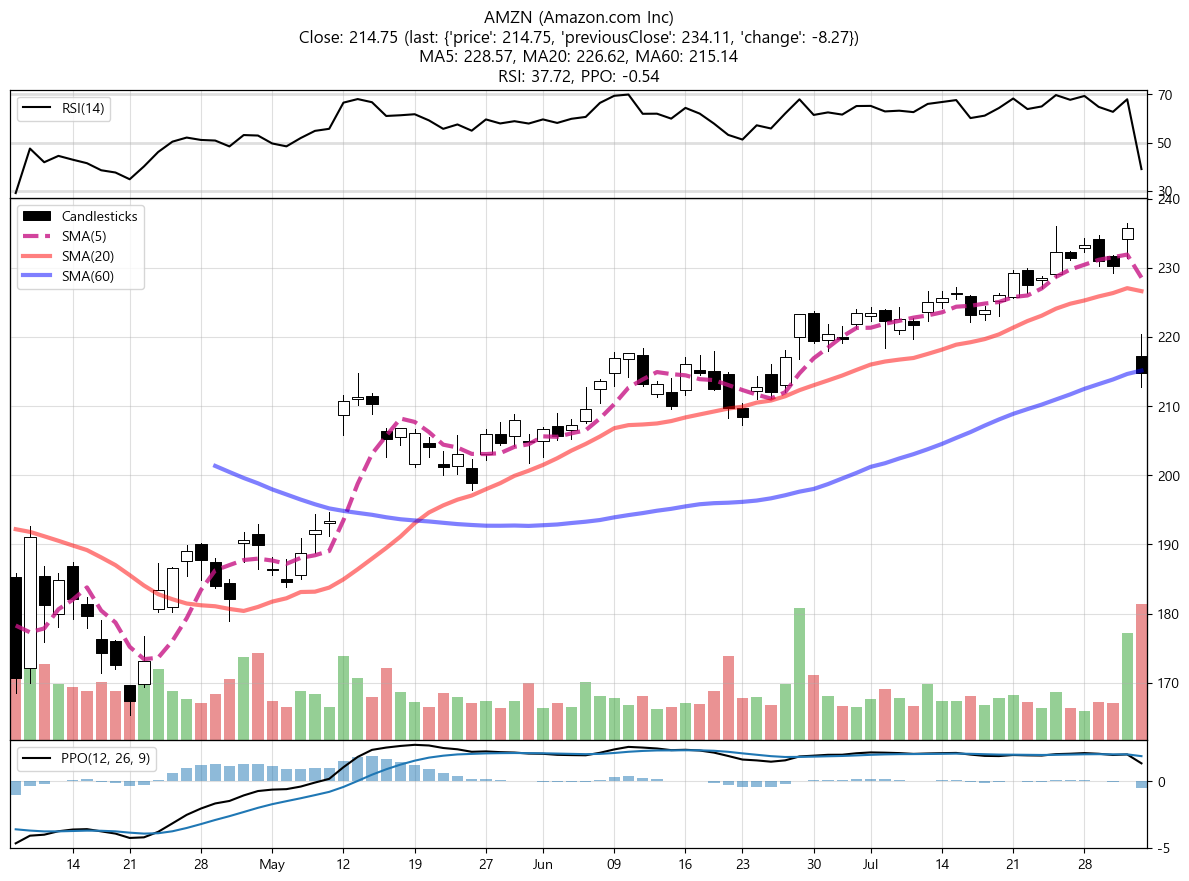 AMZN (Amazon.com Inc)
Close: 214.75 (last: {'price': 214.75, 'previousClose': 234.11, 'change': -8.27})
MA5: 228.57, MA20: 226.62, MA60: 215.14
RSI: 37.72, PPO: -0.54
RSI(14)
70
50
30
Candlesticks
SMA(5)
SMA(20)
SMA(60)
240
230
220
210
200
190
180
170
PPO(12, 26, 9)
0
-5
14 21 28 May 12 19 27 Jun 09 16 23 30 Jul 14 21 28